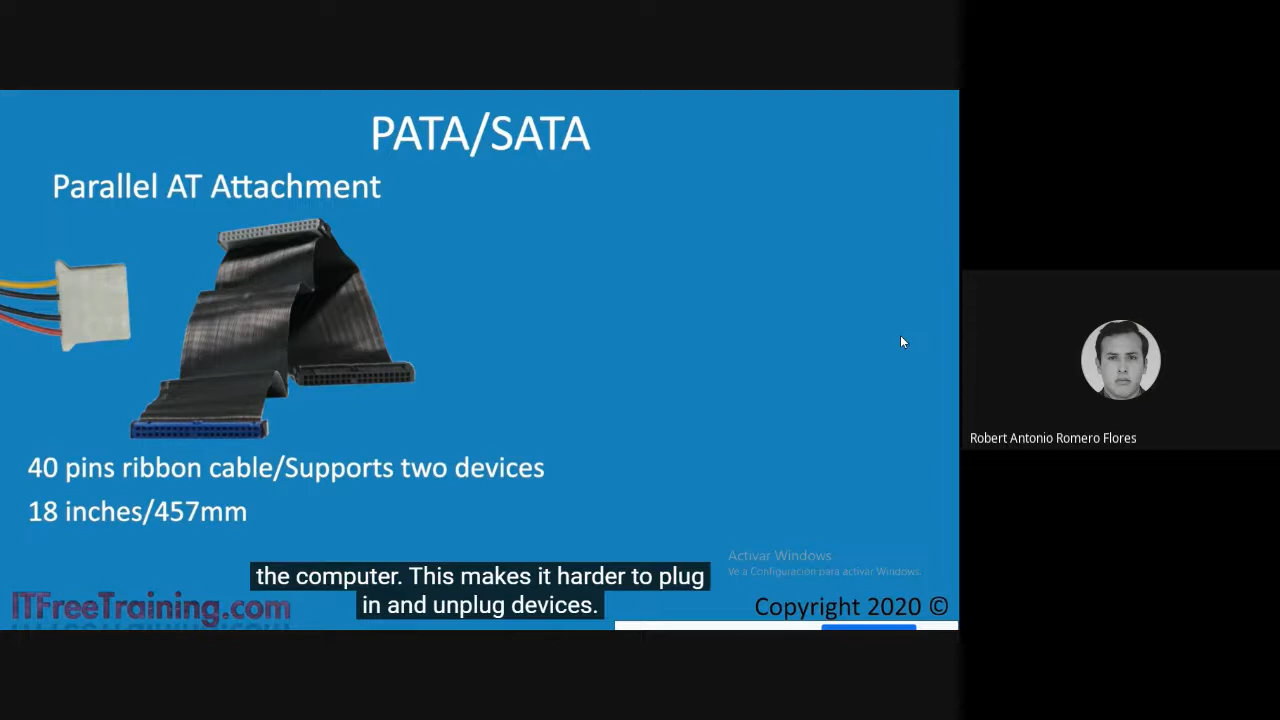 PATA/SATA
Parallel AT Attachment
40 pins ribbon cable/Supports two devices
18 inches/457mm
Activar Windows
Ve a Configuración para activar Windows.
the computer. This makes it harder to plug
in and unplug devices.
ITFreeTraining.com
Copyright 2020 ©
Robert Antonio Romero Flores